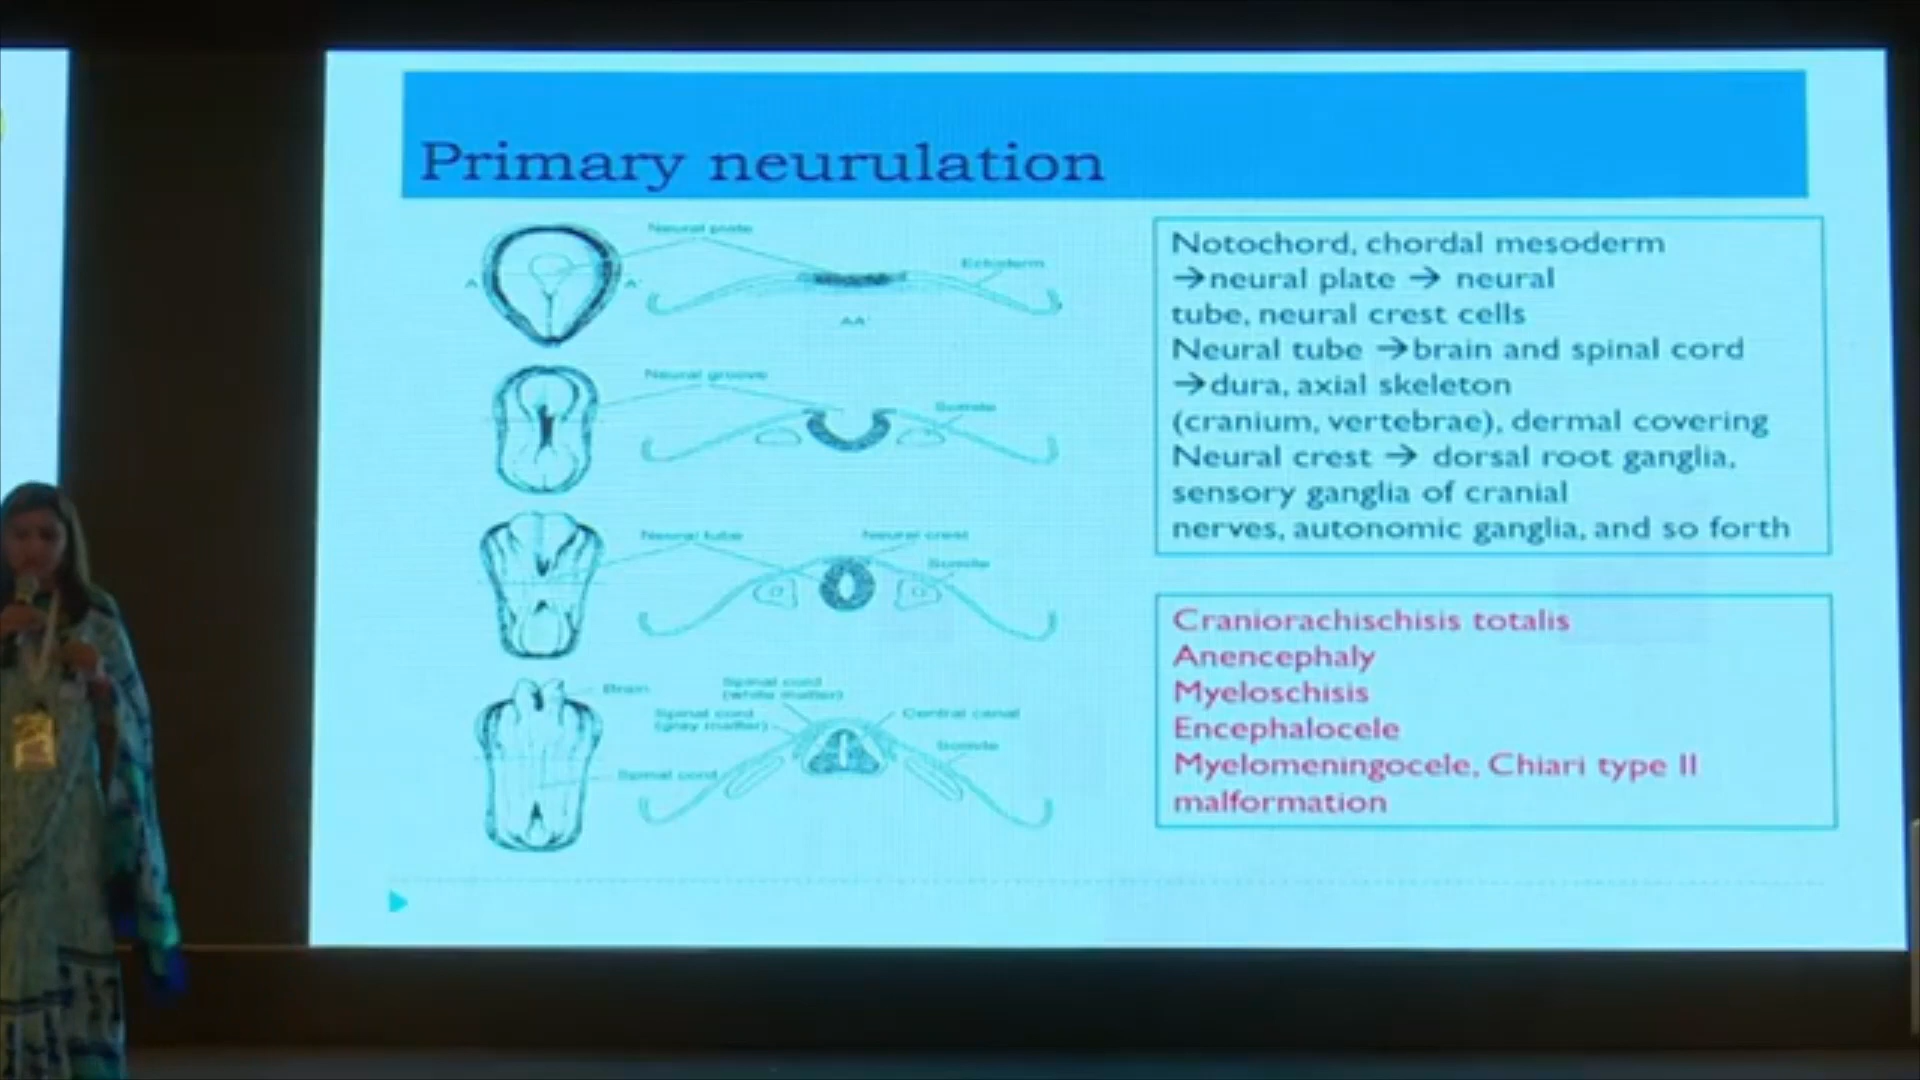 Primary neurulation
Neural plate
Ectoderm
A
A'
AA'
Neural groove
Somite
Neural tube
Neural crest
Somite
Brain
Spinal cord
(white matter)
Spinal cord
(gray matter)
Central canal
Somite
Spinal cord
Notochord, chordal mesoderm
→neural plate → neural
tube, neural crest cells
Neural tube →brain and spinal cord
→dura, axial skeleton
(cranium, vertebrae), dermal covering
Neural crest → dorsal root ganglia,
sensory ganglia of cranial
nerves, autonomic ganglia, and so forth
Craniorachischisis totalis
Anencephaly
Myeloschisis
Encephalocele
Myelomeningocele, Chiari type II
malformation